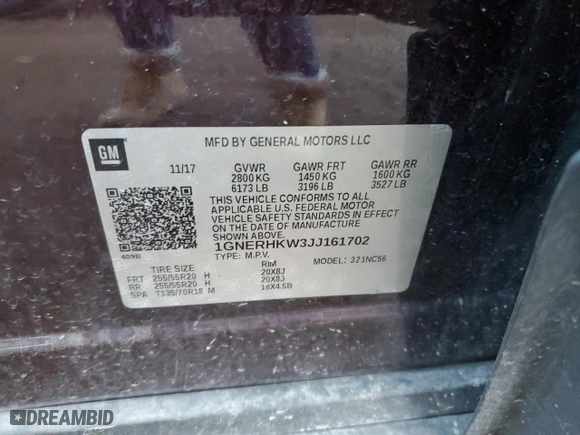 GM
MFD BY GENERAL MOTORS LLC
11/17 GVWR GAWR FRT GAWR RR
2800 KG 1450 KG 1600 KG
6173 LB 3196 LB 3527 LB
THIS VEHICLE CONFORMS TO ALL
APPLICABLE U.S. FEDERAL MOTOR
VEHICLE SAFETY STANDARDS IN EFFECT
ON THE DATE OF MANUFACTURE
SHOWN ABOVE.
1GNERHKW3JJ161702
TYPE: M.P.V. MODEL: 321NC56
409B
TIRE SIZE RIM
FRT 255/55R20 H 20X8J
RR 255/55R20 H 20X8J
SPA T135/70R18 M 18X4.5B
DREAMBID